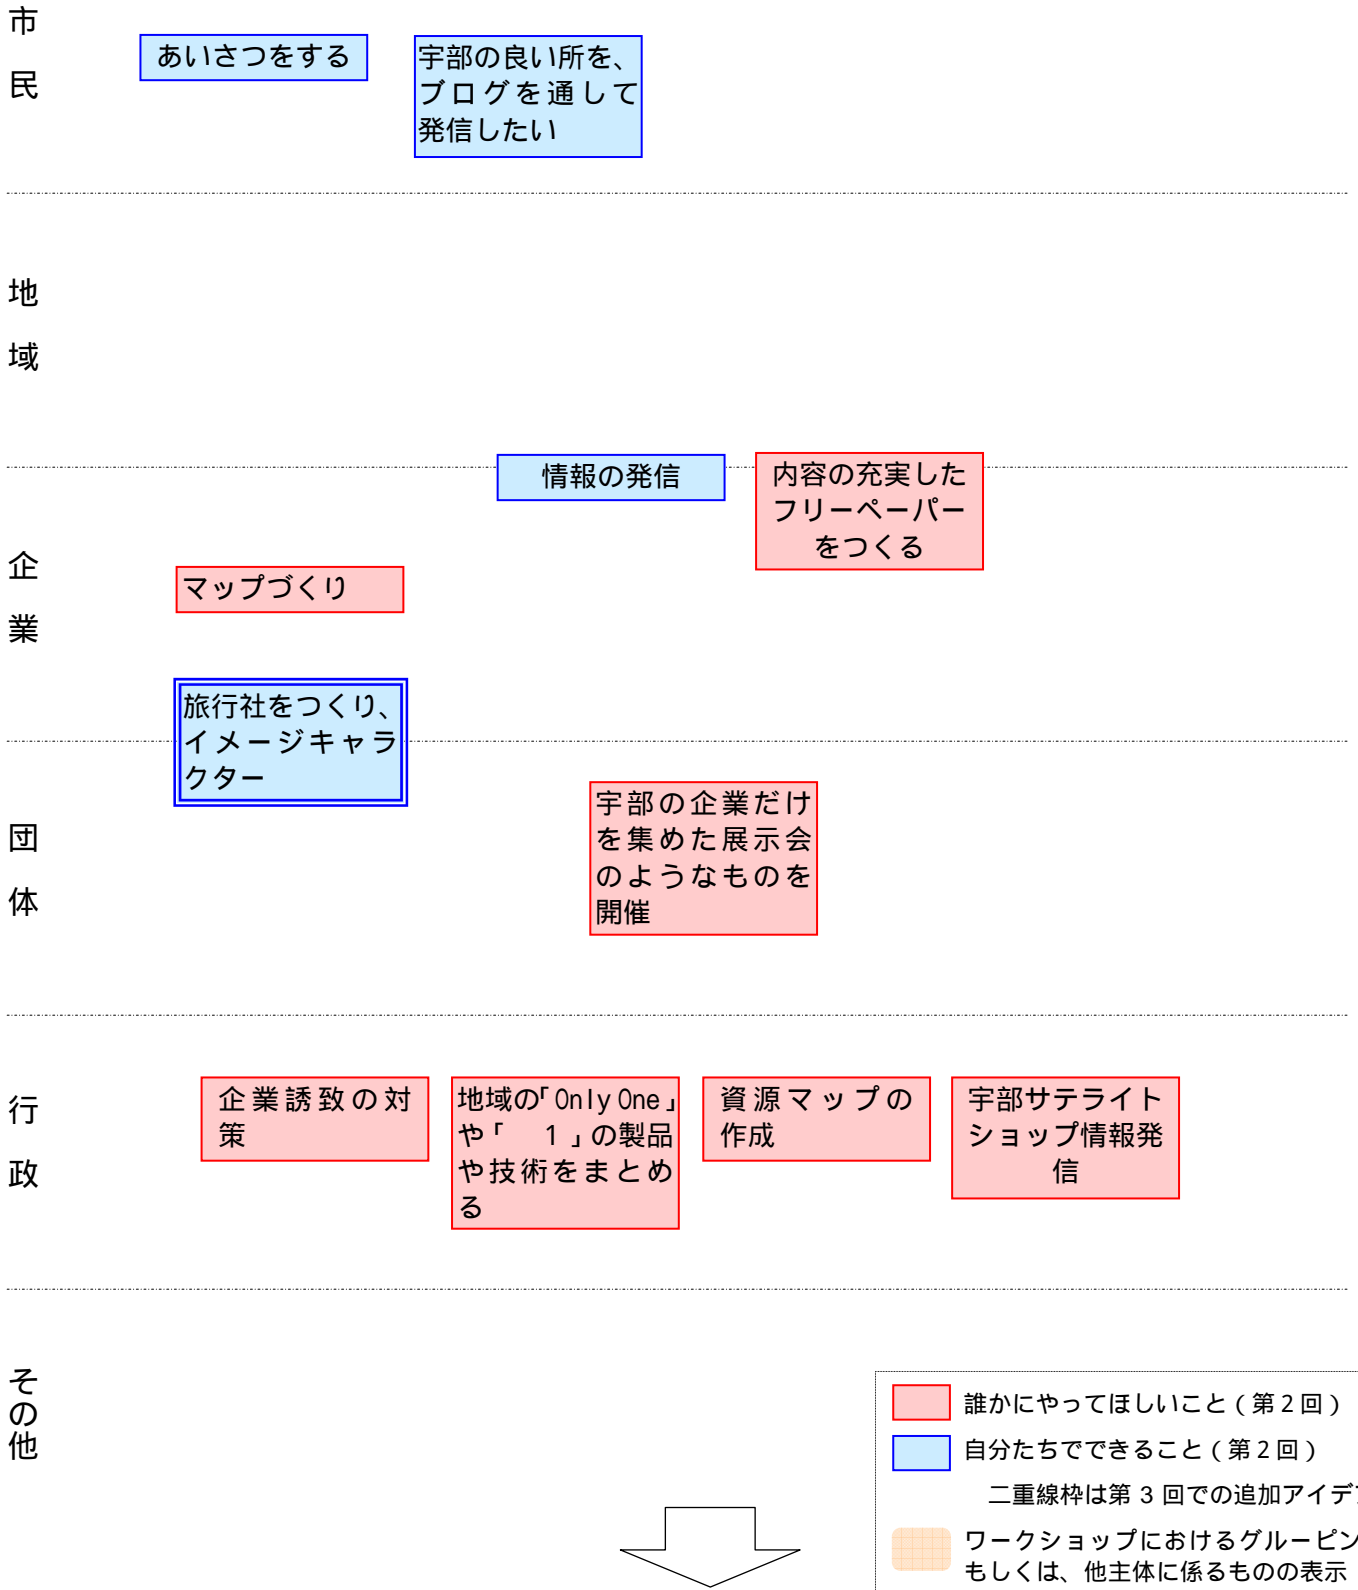 市民
あいさつをする
宇部の良い所を、
ブログを通して
発信したい
地域
情報の発信
内容の充実した
フリーペーパー
をつくる
企業
マップづくり
旅行社をつくり、
イメージキャラ
クター
団体
宇部の企業だけ
を集めた展示会
のようなものを
開催
行政
企業誘致の対
策
地域の「Only One」
や「　1」の製品
や技術をまとめ
る
資源マップの
作成
宇部サテライト
ショップ情報発
信
その他
誰かにやってほしいこと（第2回）
自分たちでできること（第2回）
二重線枠は第3回での追加アイデ
ワークショップにおけるグルーピン
もしくは、他主体に係るものの表示